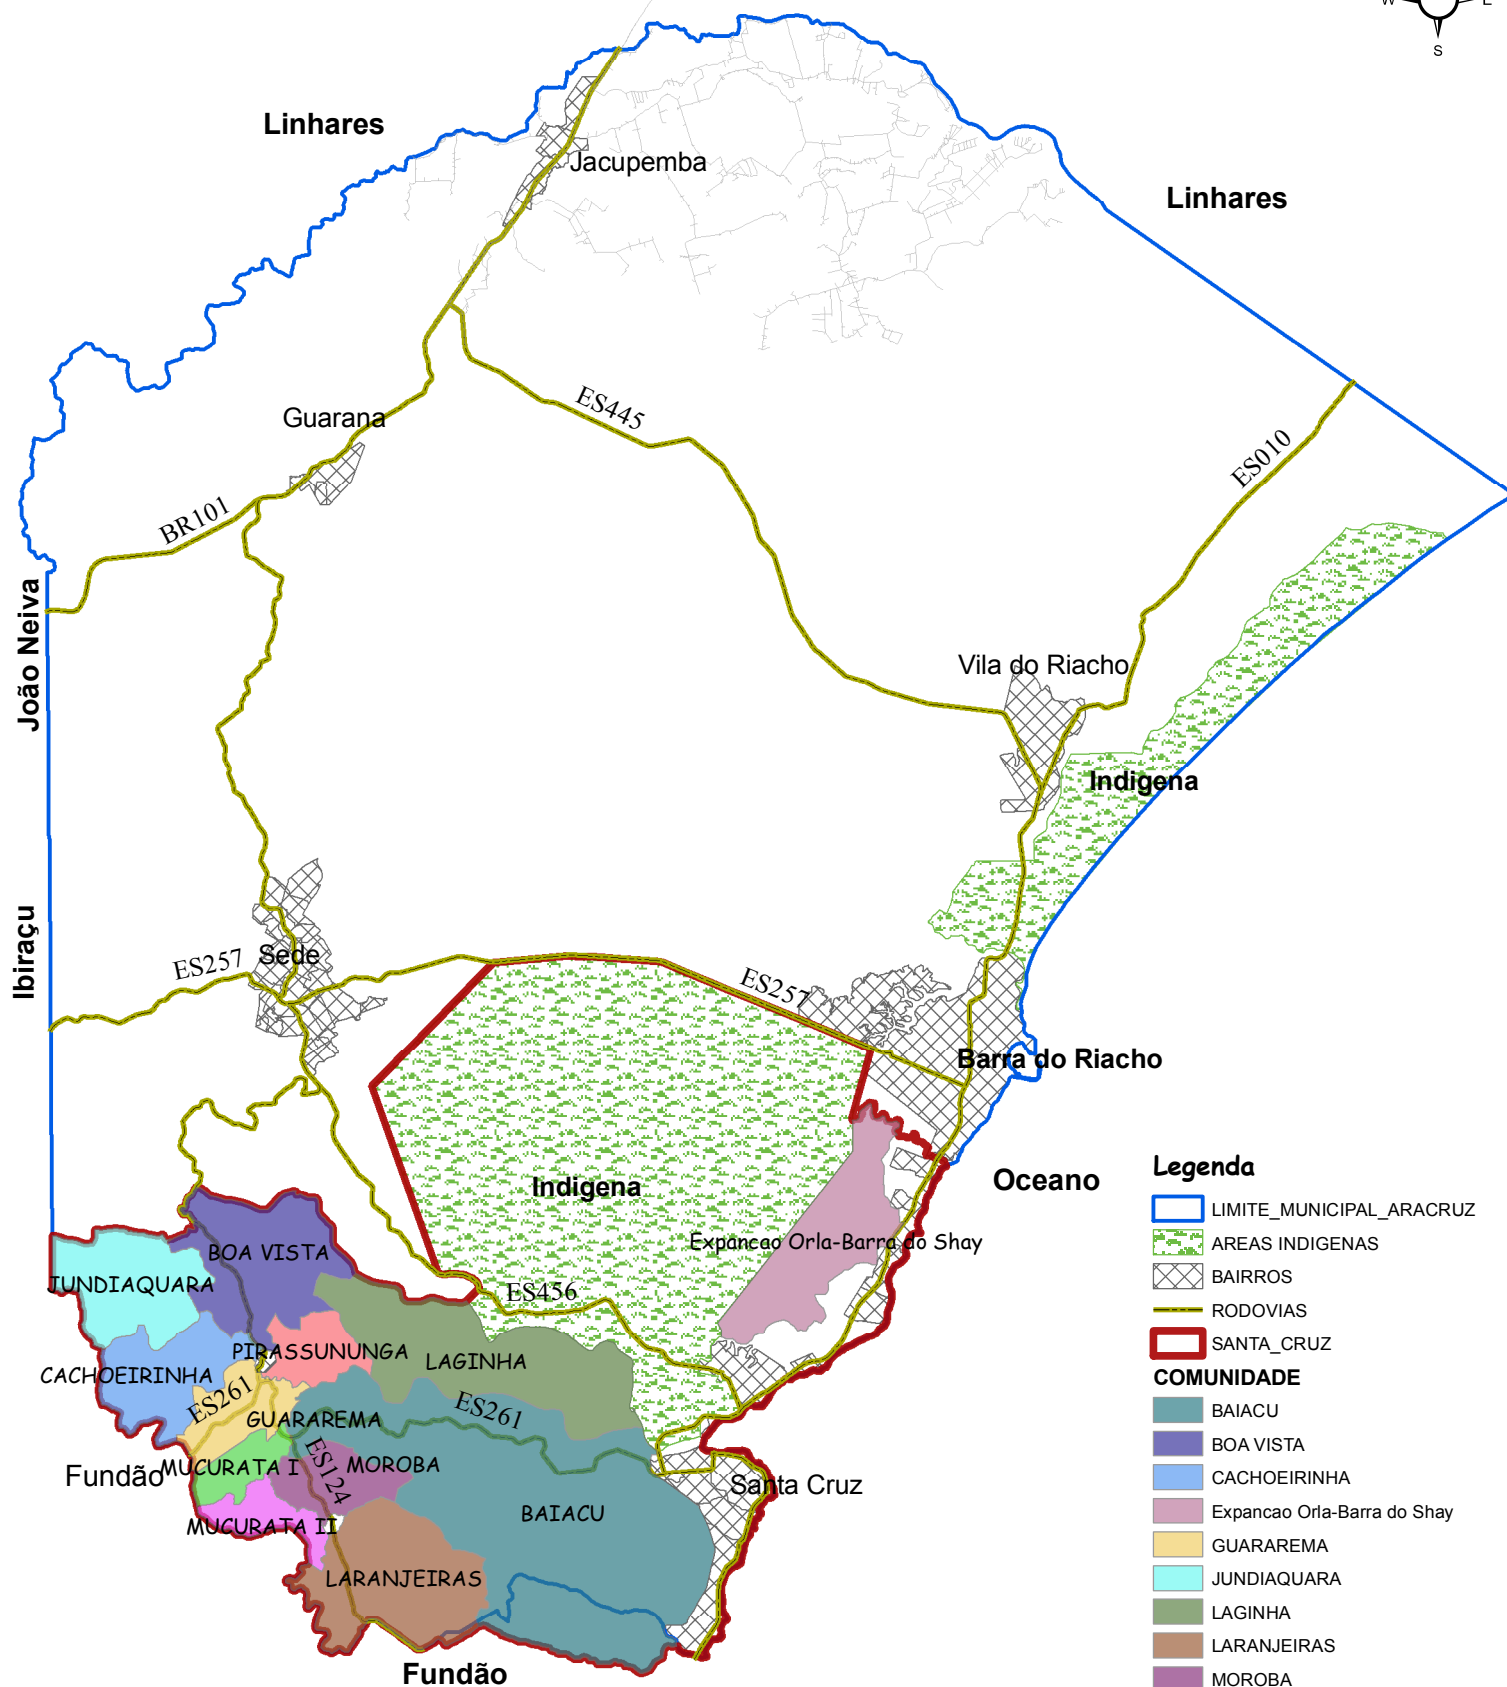 W
E
S
Linhares
Jacupemba
Linhares
Guarana
ES445
ES010
BR101
João Neiva
Vila do Riacho
Indigena
Ibiraçu
Sede
ES257
ES257
Barra do Riacho
Indigena
Oceano
Expancao Orla-Barra do Shay
BOA VISTA
JUNDIAQUARA
ES456
PIRASSUNUNGA
LAGINHA
CACHOEIRINHA
ES261
GUARAREMA
ES261
Fundão
MUCURATA I
ES124
MOROBA
Santa Cruz
BAIACU
MUCURATA II
LARANJEIRAS
Fundão
Legenda
LIMITE_MUNICIPAL_ARACRUZ
AREAS INDIGENAS
BAIRROS
RODOVIAS
SANTA_CRUZ
COMUNIDADE
BAIACU
BOA VISTA
CACHOEIRINHA
Expancao Orla-Barra do Shay
GUARAREMA
JUNDIAQUARA
LAGINHA
LARANJEIRAS
MOROBA